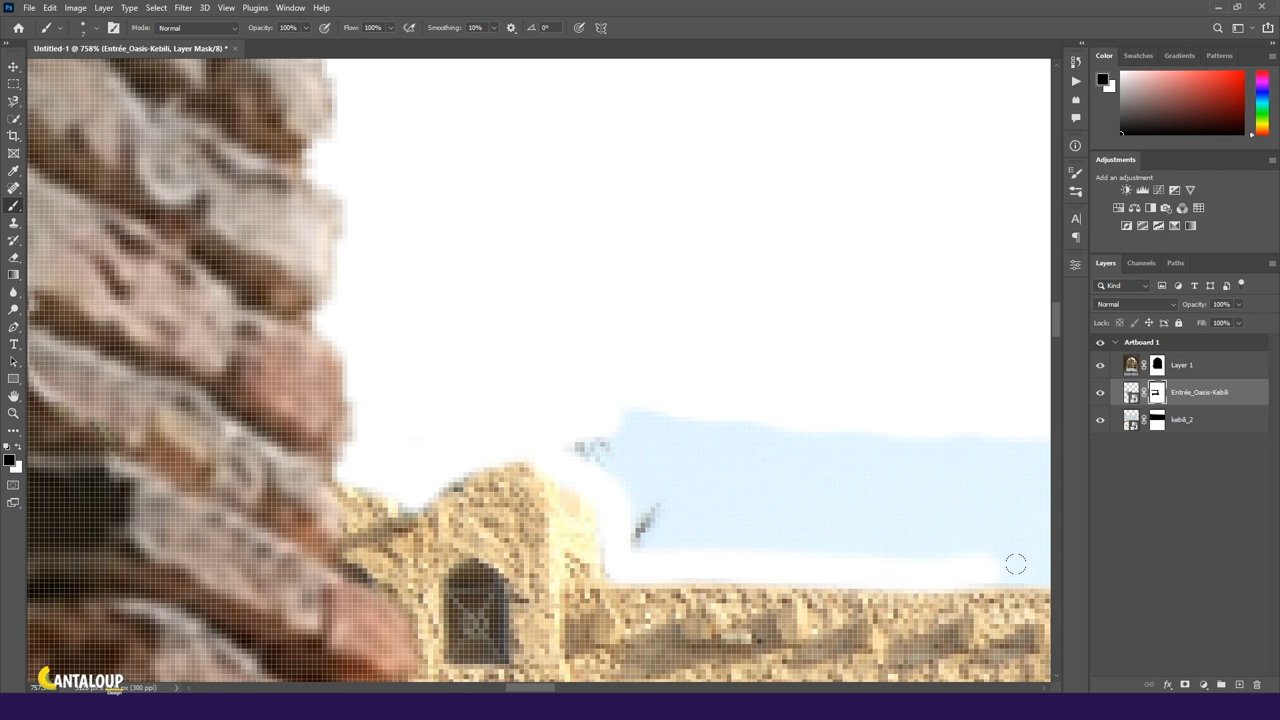 Ps File Edit Image Layer Type Select Filter 3D View Plugins Window Help
7 Mode: Normal Opacity: 100% Flow: 100% Smoothing: 10% 0°
Untitled-1 @ 758% (Entrée_Oasis-Kebili, Layer Mask/8) *
Color Swatches Gradients Patterns
Adjustments
Add an adjustment
Layers Channels Paths
Kind
Normal Opacity: 100%
Lock: Fill: 100%
Artboard 1
Layer 1
Entrée_Oasis-Kebili
kebili_2
CANTALOUP
Design
(300 ppi)